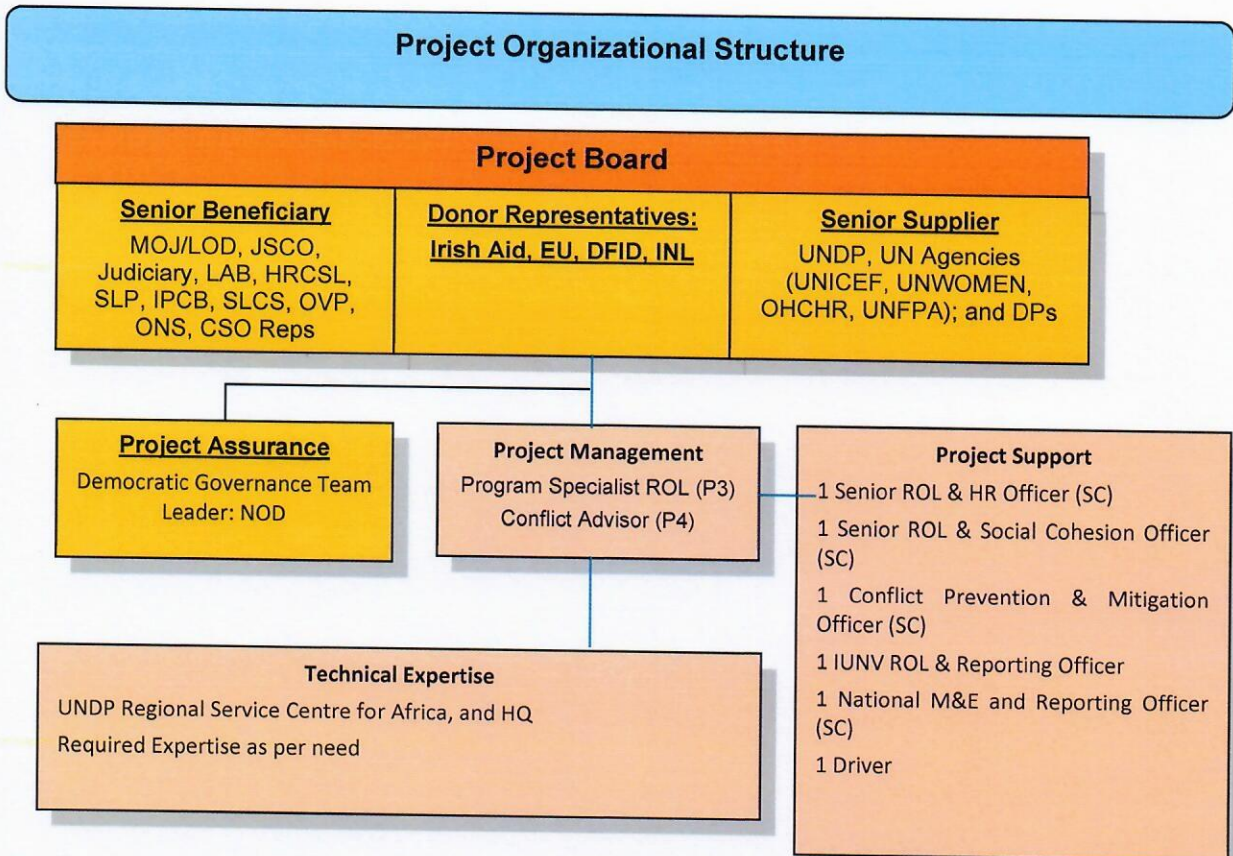 Project Organizational Structure
Project Board
Senior Beneficiary
MOJ/LOD, JSCO,
Judiciary, LAB, HRCSL,
SLP, IPCB, SLCS, OVP,
ONS, CSO Reps
Donor Representatives:
Irish Aid, EU, DFID, INL
Senior Supplier
UNDP, UN Agencies
(UNICEF, UNWOMEN,
OHCHR, UNFPA); and DPs
Project Assurance
Democratic Governance Team
Leader: NOD
Project Management
Program Specialist ROL (P3)
Conflict Advisor (P4)
Project Support
1 Senior ROL & HR Officer (SC)
1 Senior ROL & Social Cohesion Officer
(SC)
1 Conflict Prevention & Mitigation
Officer (SC)
1 IUNV ROL & Reporting Officer
1 National M&E and Reporting Officer
(SC)
1 Driver
Technical Expertise
UNDP Regional Service Centre for Africa, and HQ
Required Expertise as per need